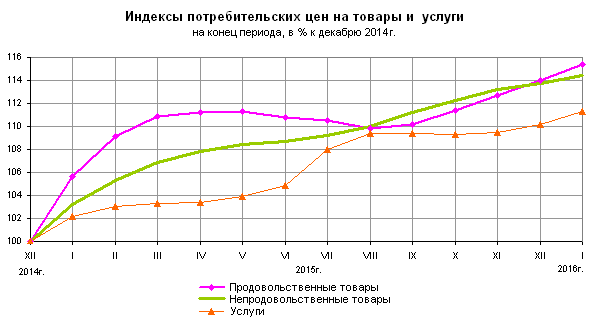 Индексы потребительских цен на товары и услуги
на конец периода, в % к декабрю 2014г.
116
114
112
110
108
106
104
102
100
XII I II III IV V VI VII VIII IX X XI XII I
2014г. 2015г. 2016г.
Продовольственные товары
Непродовольственные товары
Услуги